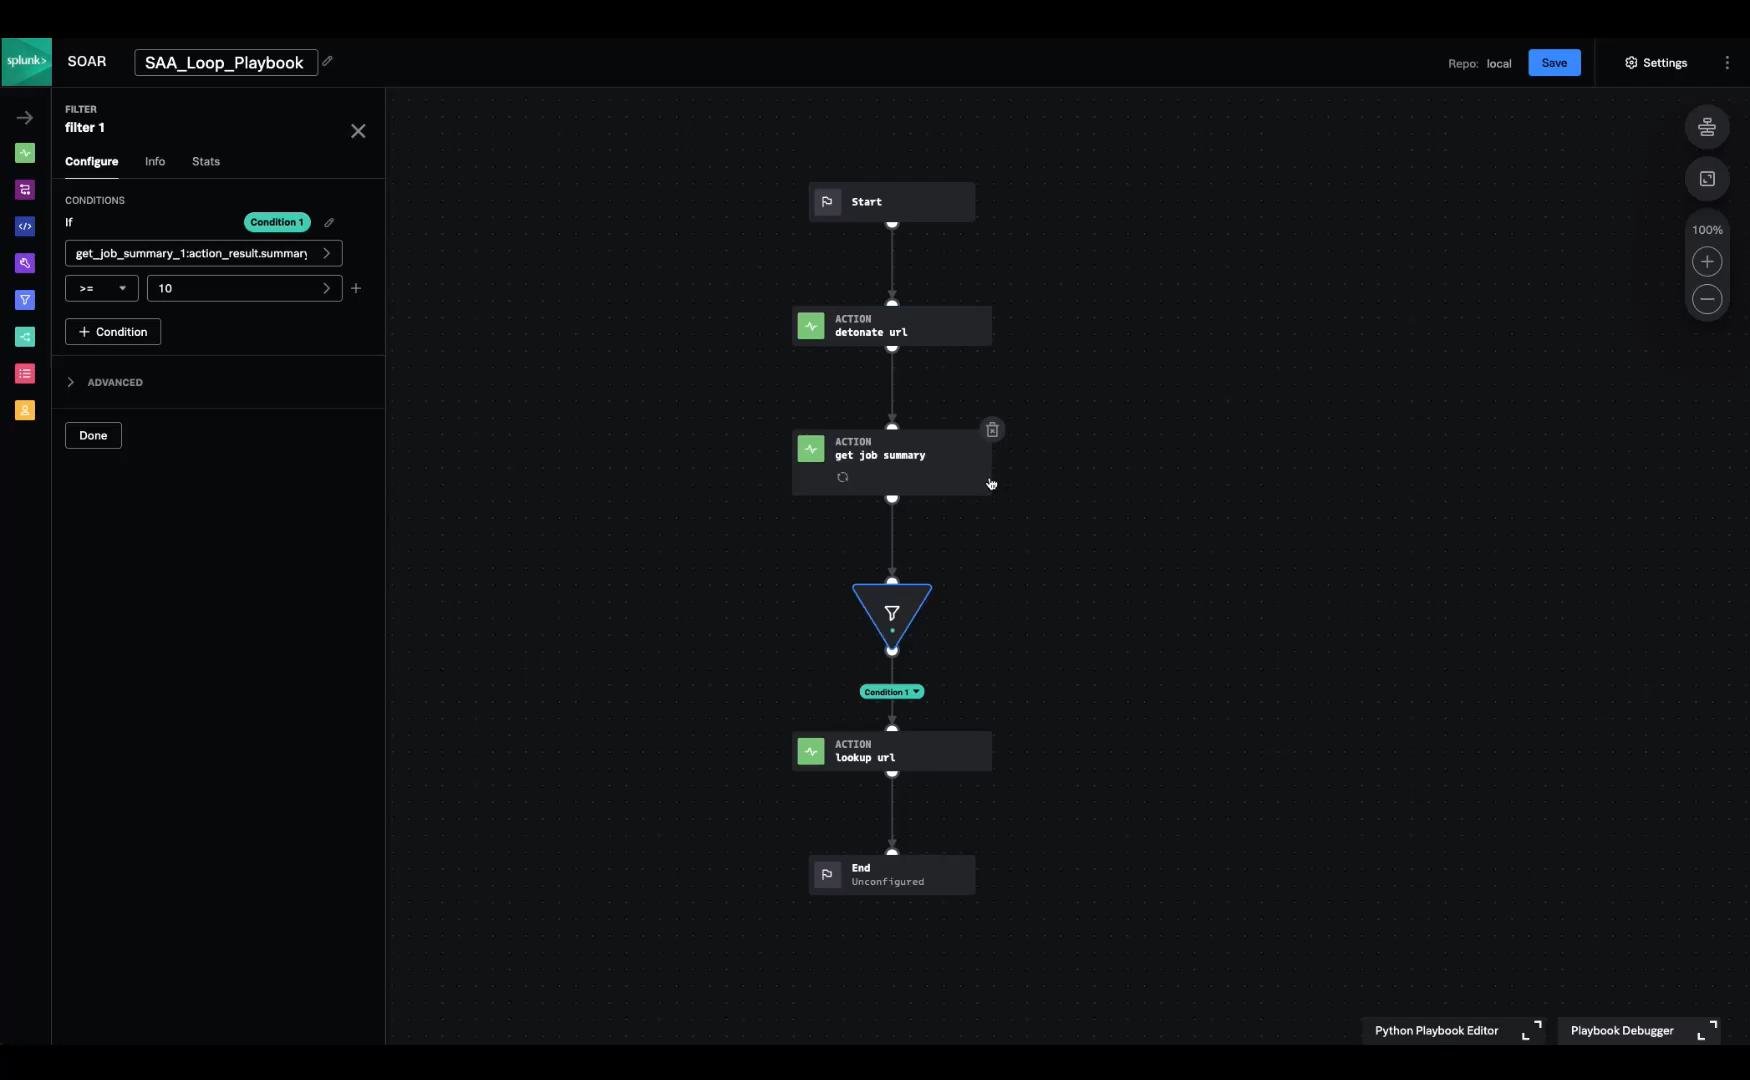 splunk>
SOAR
SAA_Loop_Playbook
Repo: local
Save
Settings
FILTER
filter 1
Configure
Info
Stats
CONDITIONS
If
Condition 1
get_job_summary_1:action_result.summary
>=
10
+ Condition
ADVANCED
Done
Start
ACTION
detonate url
ACTION
get job summary
Condition 1
ACTION
lookup url
End
Unconfigured
100%
Python Playbook Editor
Playbook Debugger